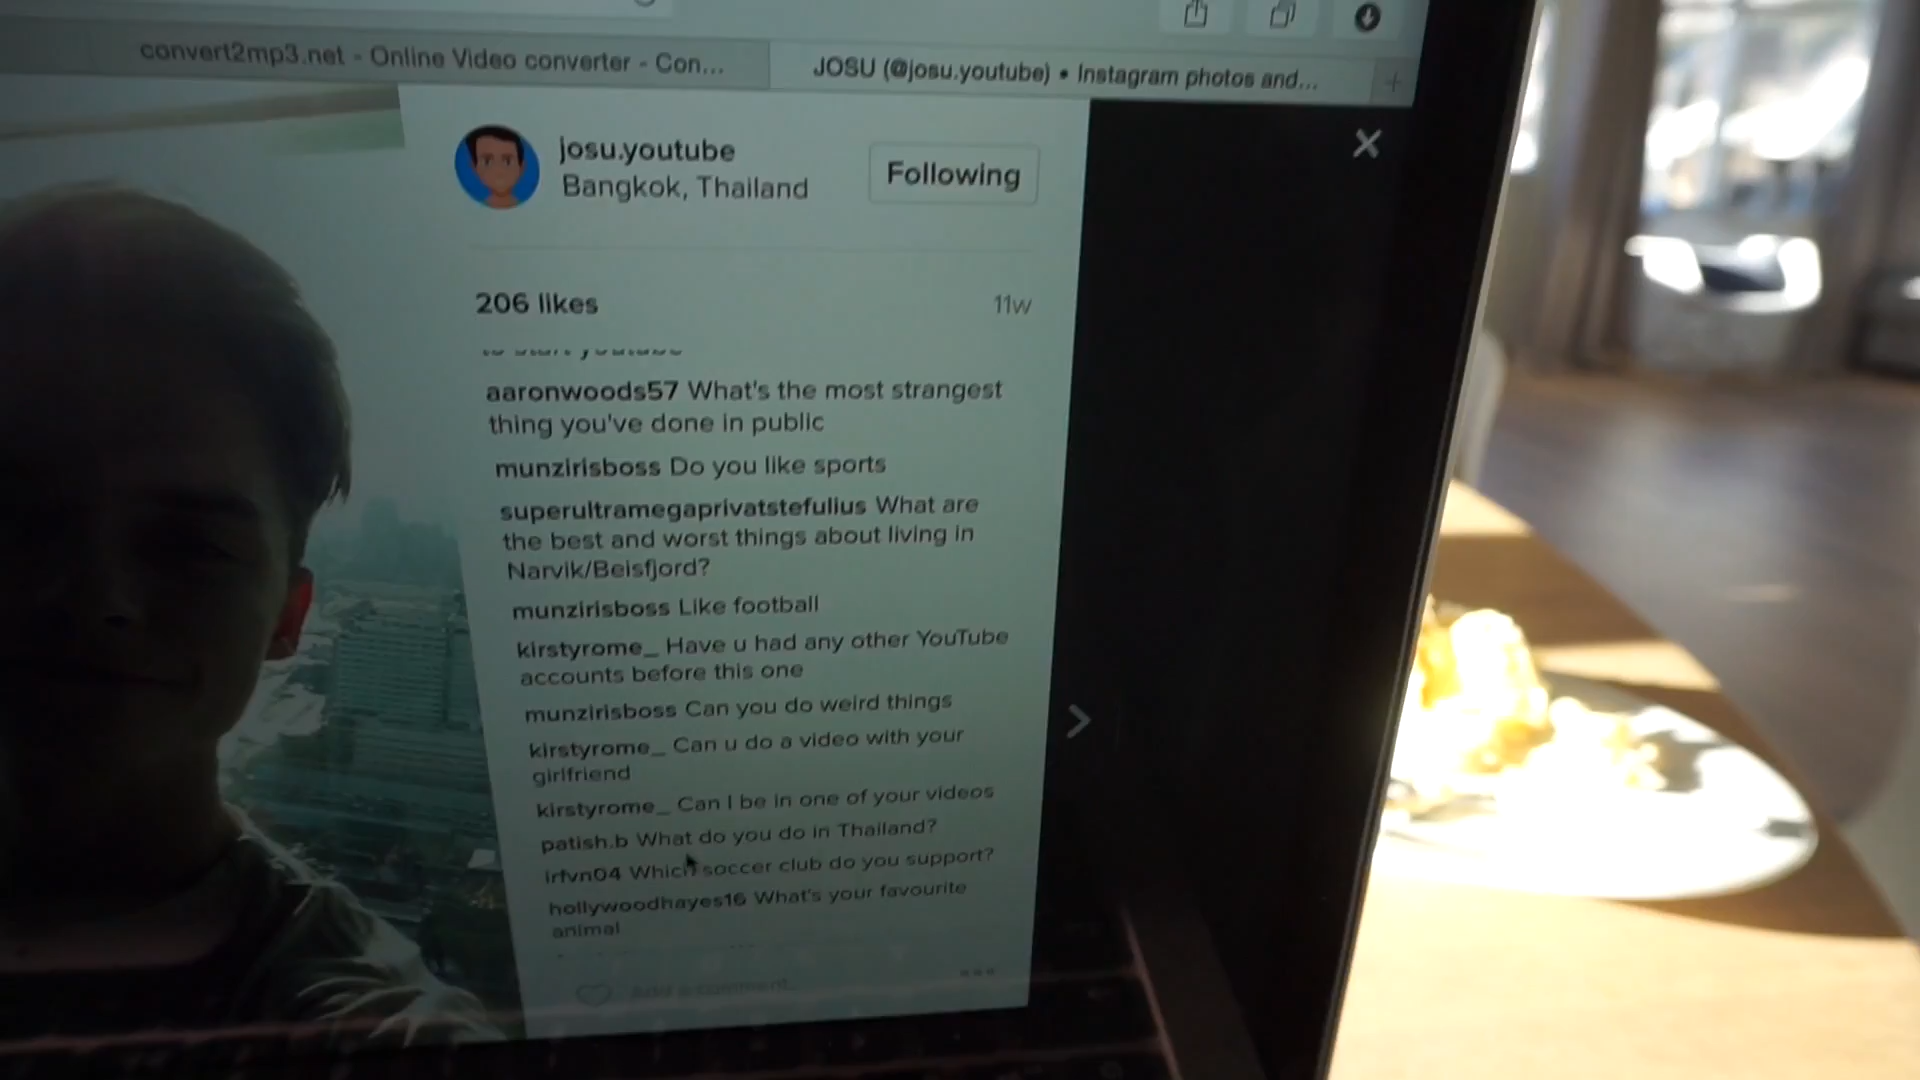 convert2mp3.net - Online Video converter - Con...
JOSU (@josu.youtube) • Instagram photos and...
josu.youtube
Bangkok, Thailand
Following
206 likes
11w
aaronwoods57 What's the most strangest
thing you've done in public
munzirisboss Do you like sports
superultramegaprivatstefulius What are
the best and worst things about living in
Narvik/Beisfjord?
munzirisboss Like football
kirstyrome_ Have u had any other YouTube
accounts before this one
munzirisboss Can you do weird things
kirstyrome_ Can u do a video with your
girlfriend
kirstyrome_ Can I be in one of your videos
patish.b What do you do in Thailand?
irfvn04 Which soccer club do you support?
hollywoodhayes16 What's your favourite
animal
Add a comment...